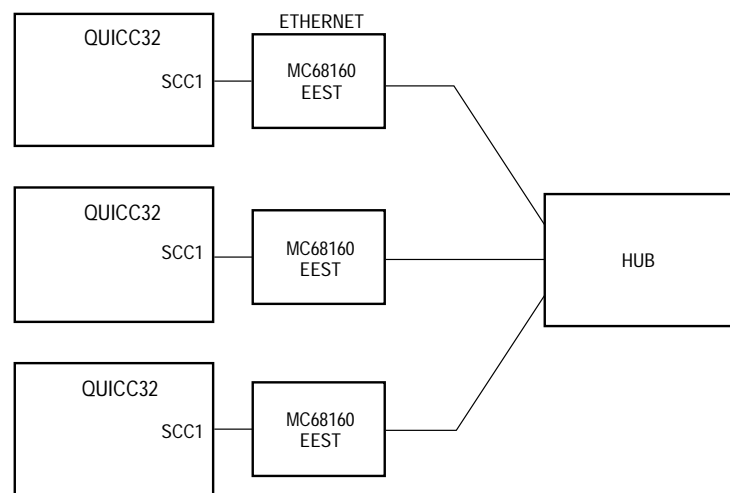 ETHERNET
QUICC32
SCC1
MC68160
EEST
QUICC32
SCC1
MC68160
EEST
HUB
QUICC32
SCC1
MC68160
EEST